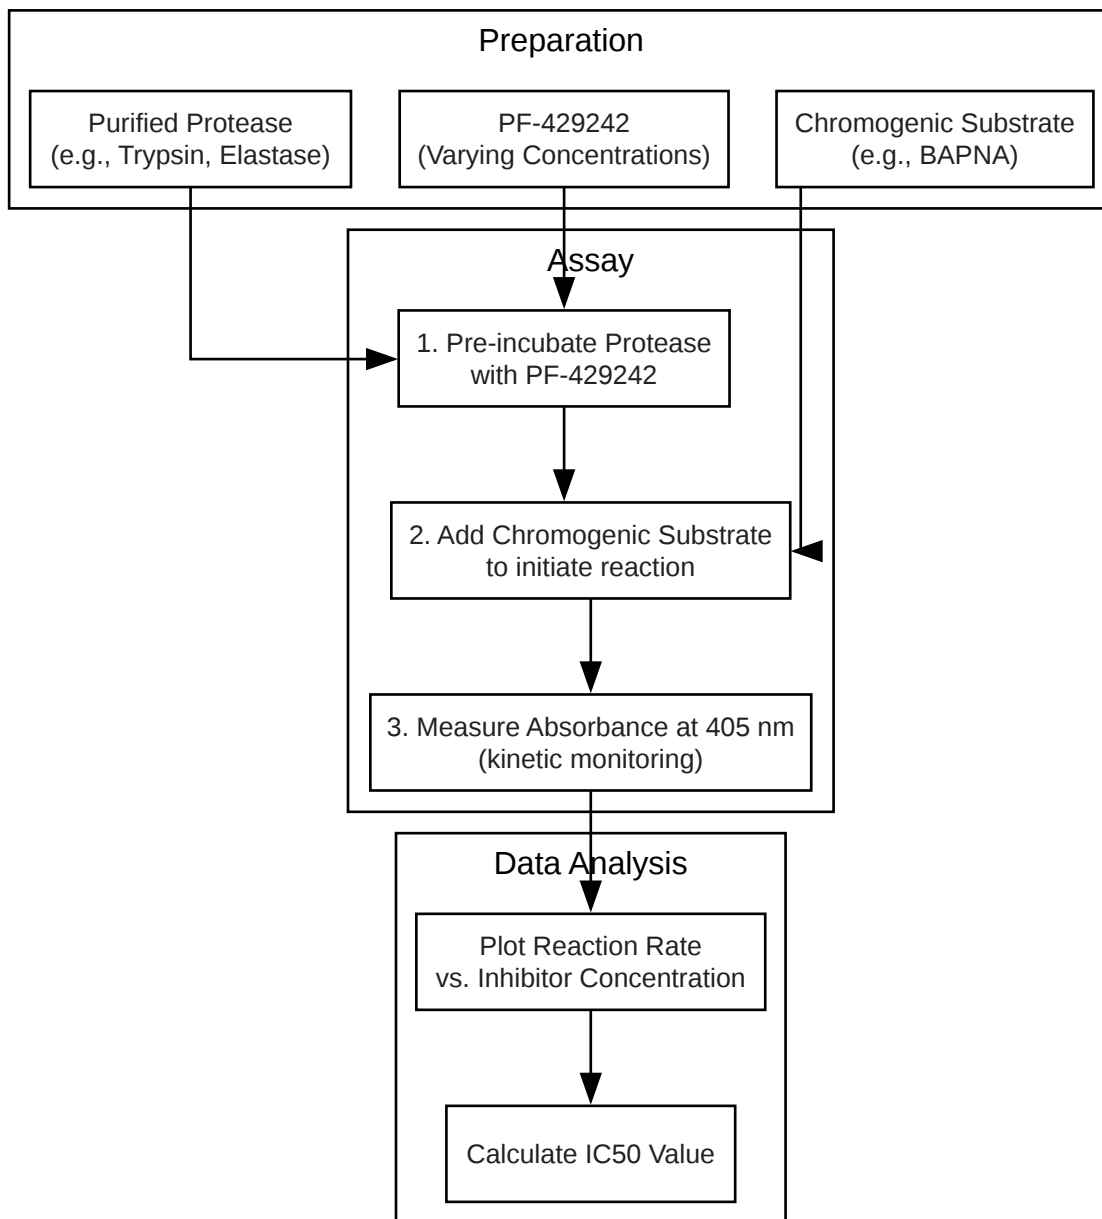 Preparation
Purified Protease
(e.g., Trypsin, Elastase)
PF-429242
(Varying Concentrations)
Chromogenic Substrate
(e.g., BAPNA)
Assay
1. Pre-incubate Protease
with PF-429242
2. Add Chromogenic Substrate
to initiate reaction
3. Measure Absorbance at 405 nm
(kinetic monitoring)
Data Analysis
Plot Reaction Rate
vs. Inhibitor Concentration
Calculate IC50 Value